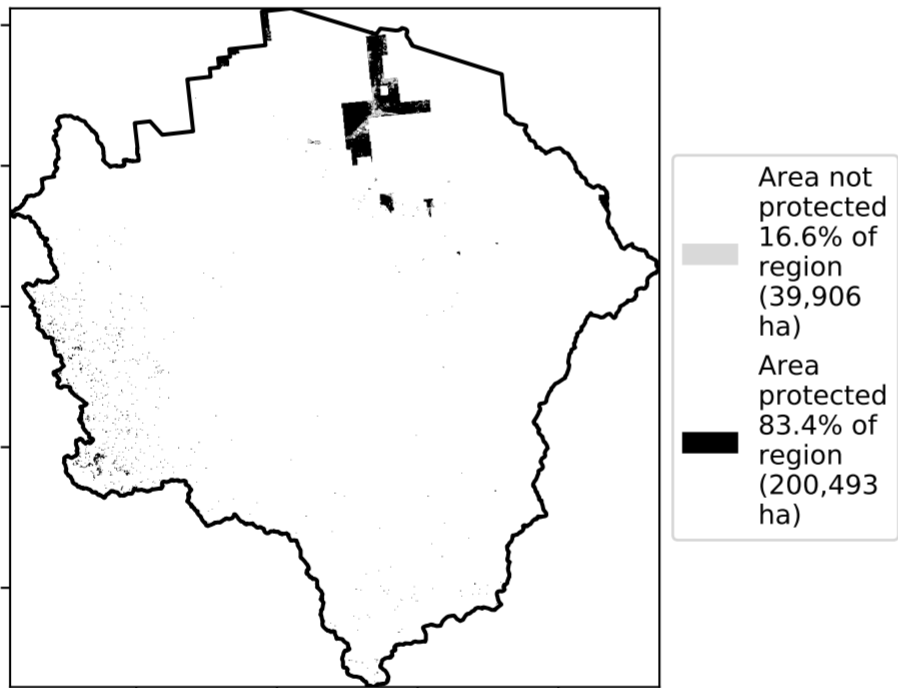 Area not
protected
16.6% of
region
(39,906
ha)
Area
protected
83.4% of
region
(200,493
ha)